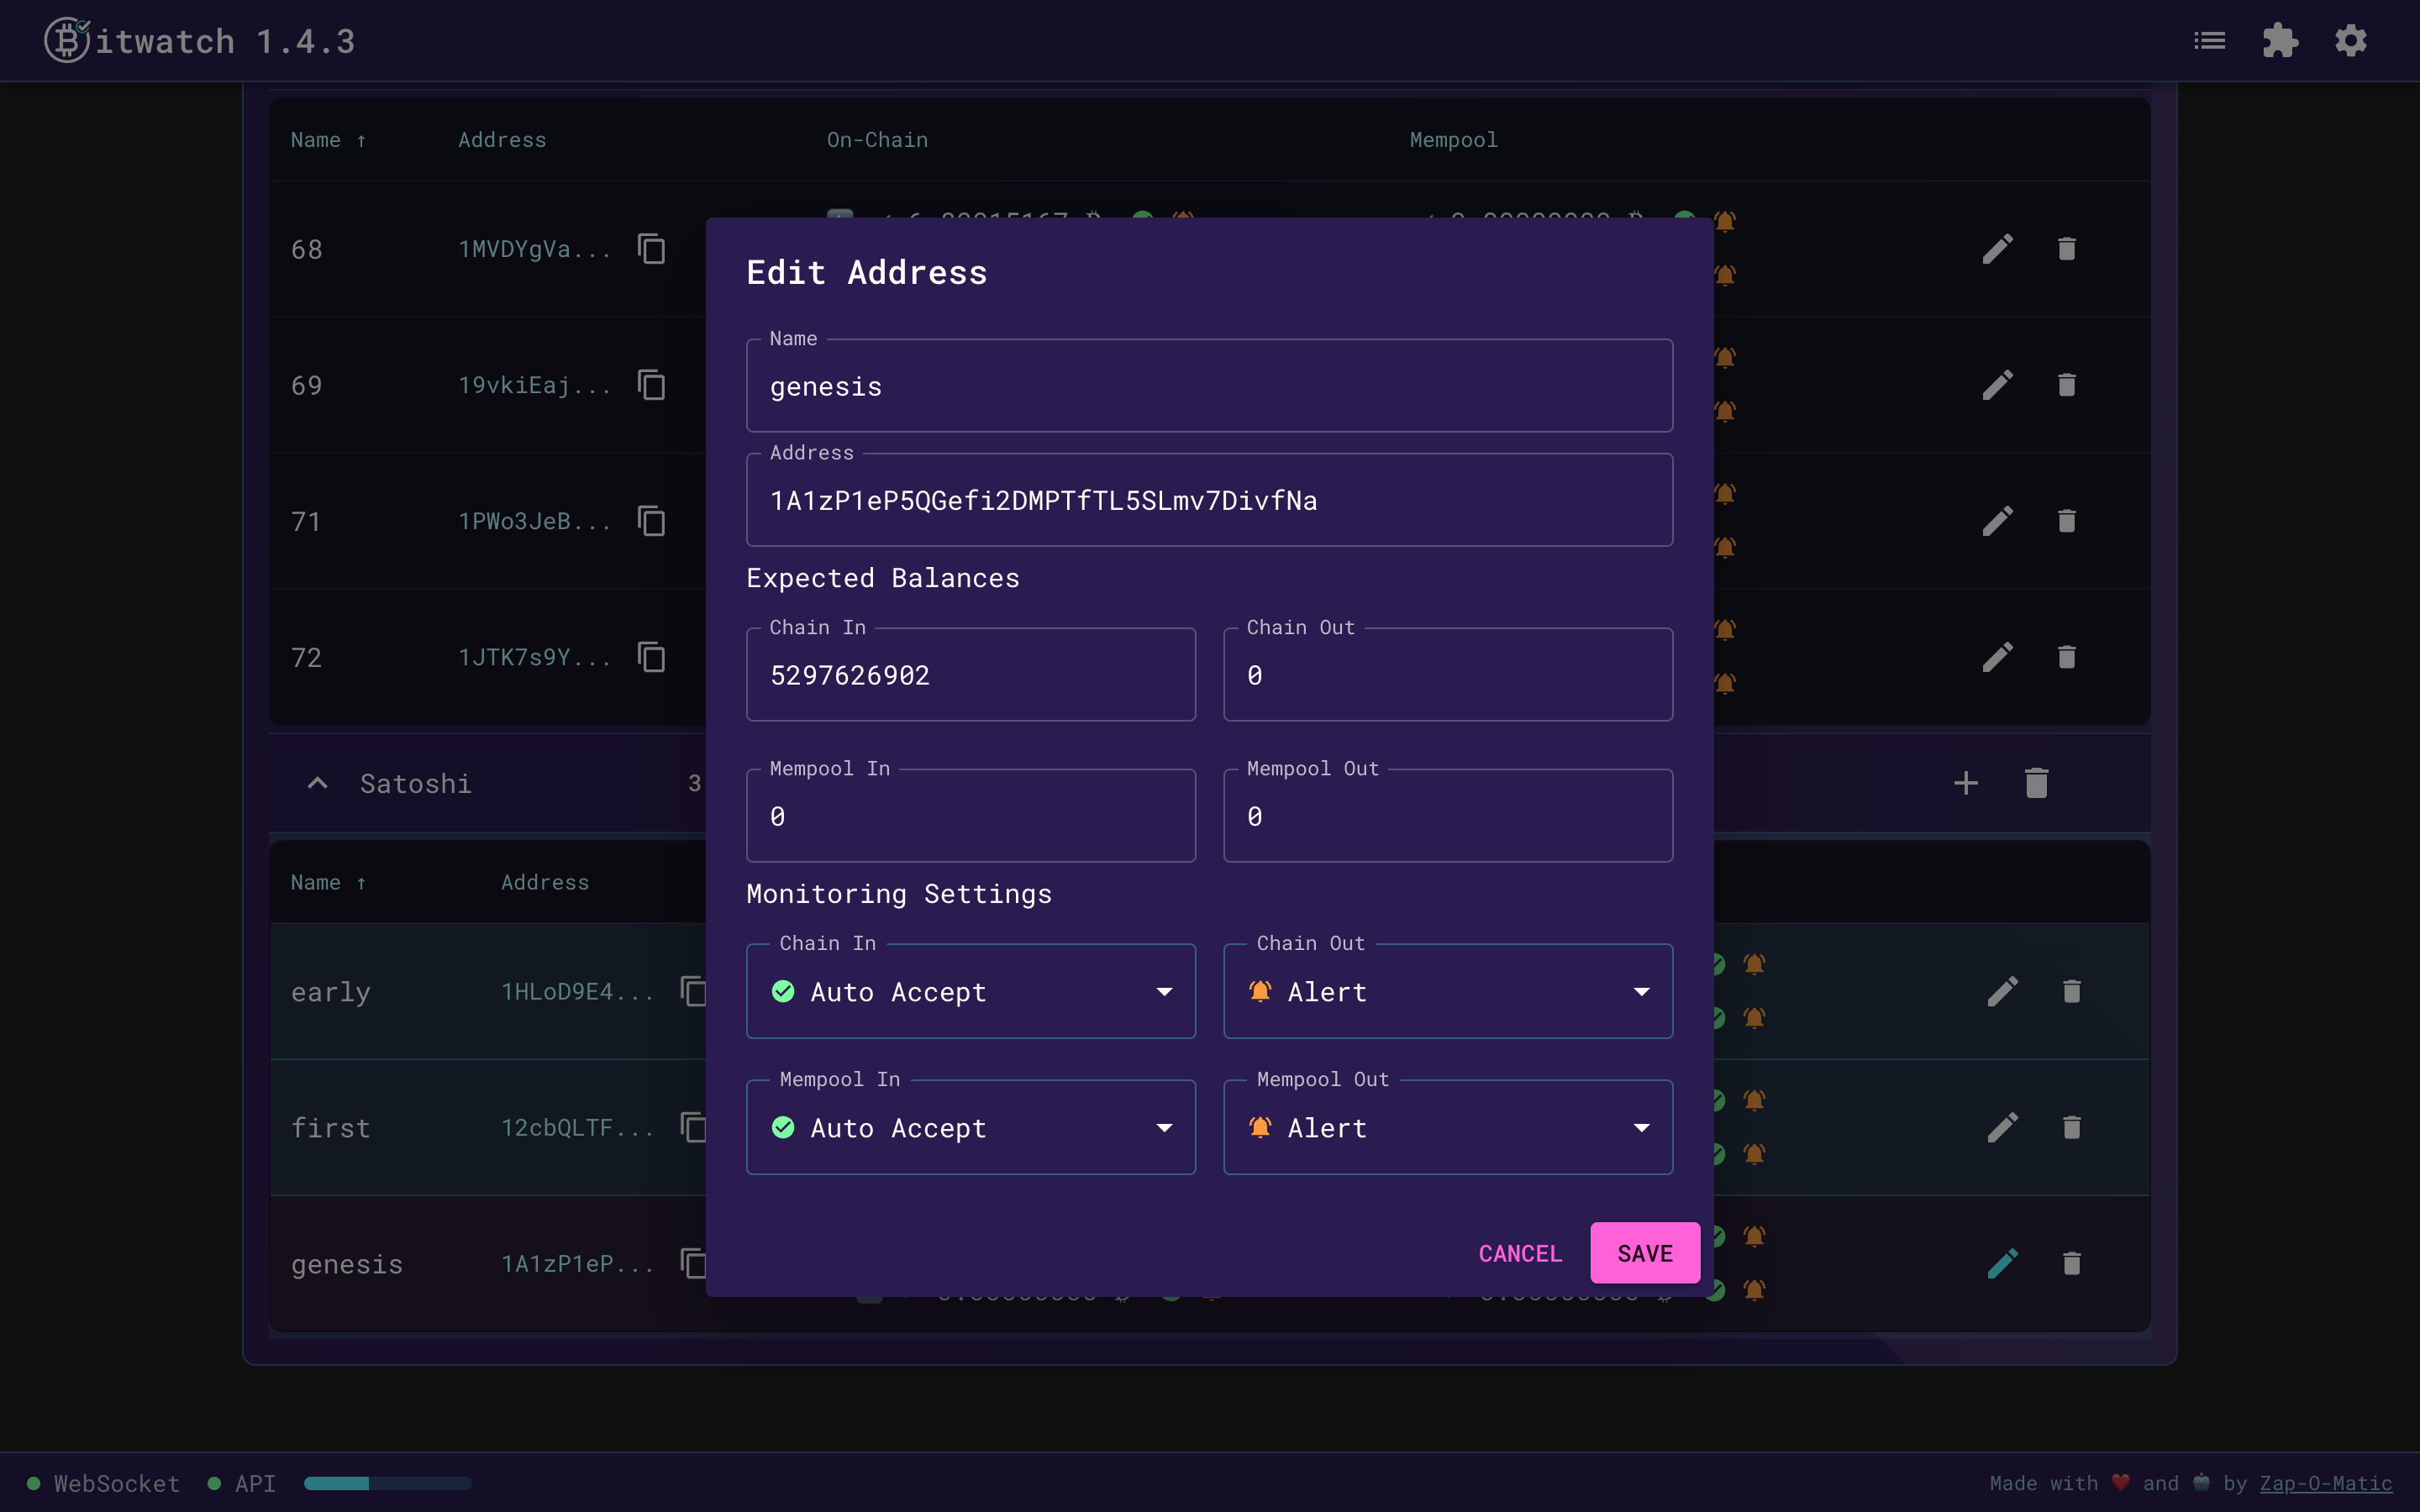 Bitwatch 1.4.3
Name ↑ Address On-Chain Mempool
68 1MVDYgVa...
69 19vkiEaj...
71 1PWo3JeB...
72 1JTK7s9Y...
Satoshi 3
Name ↑ Address
early 1HLoD9E4...
first 12cbQLTF...
genesis 1A1zP1eP...
Edit Address
Name
genesis
Address
1A1zP1eP5QGefi2DMPTfTL5SLmv7DivfNa
Expected Balances
Chain In Chain Out
5297626902 0
Mempool In Mempool Out
0 0
Monitoring Settings
Chain In Chain Out
Auto Accept Alert
Mempool In Mempool Out
Auto Accept Alert
CANCEL SAVE
WebSocket API
Made with ❤️ and 🤖 by Zap-O-Matic